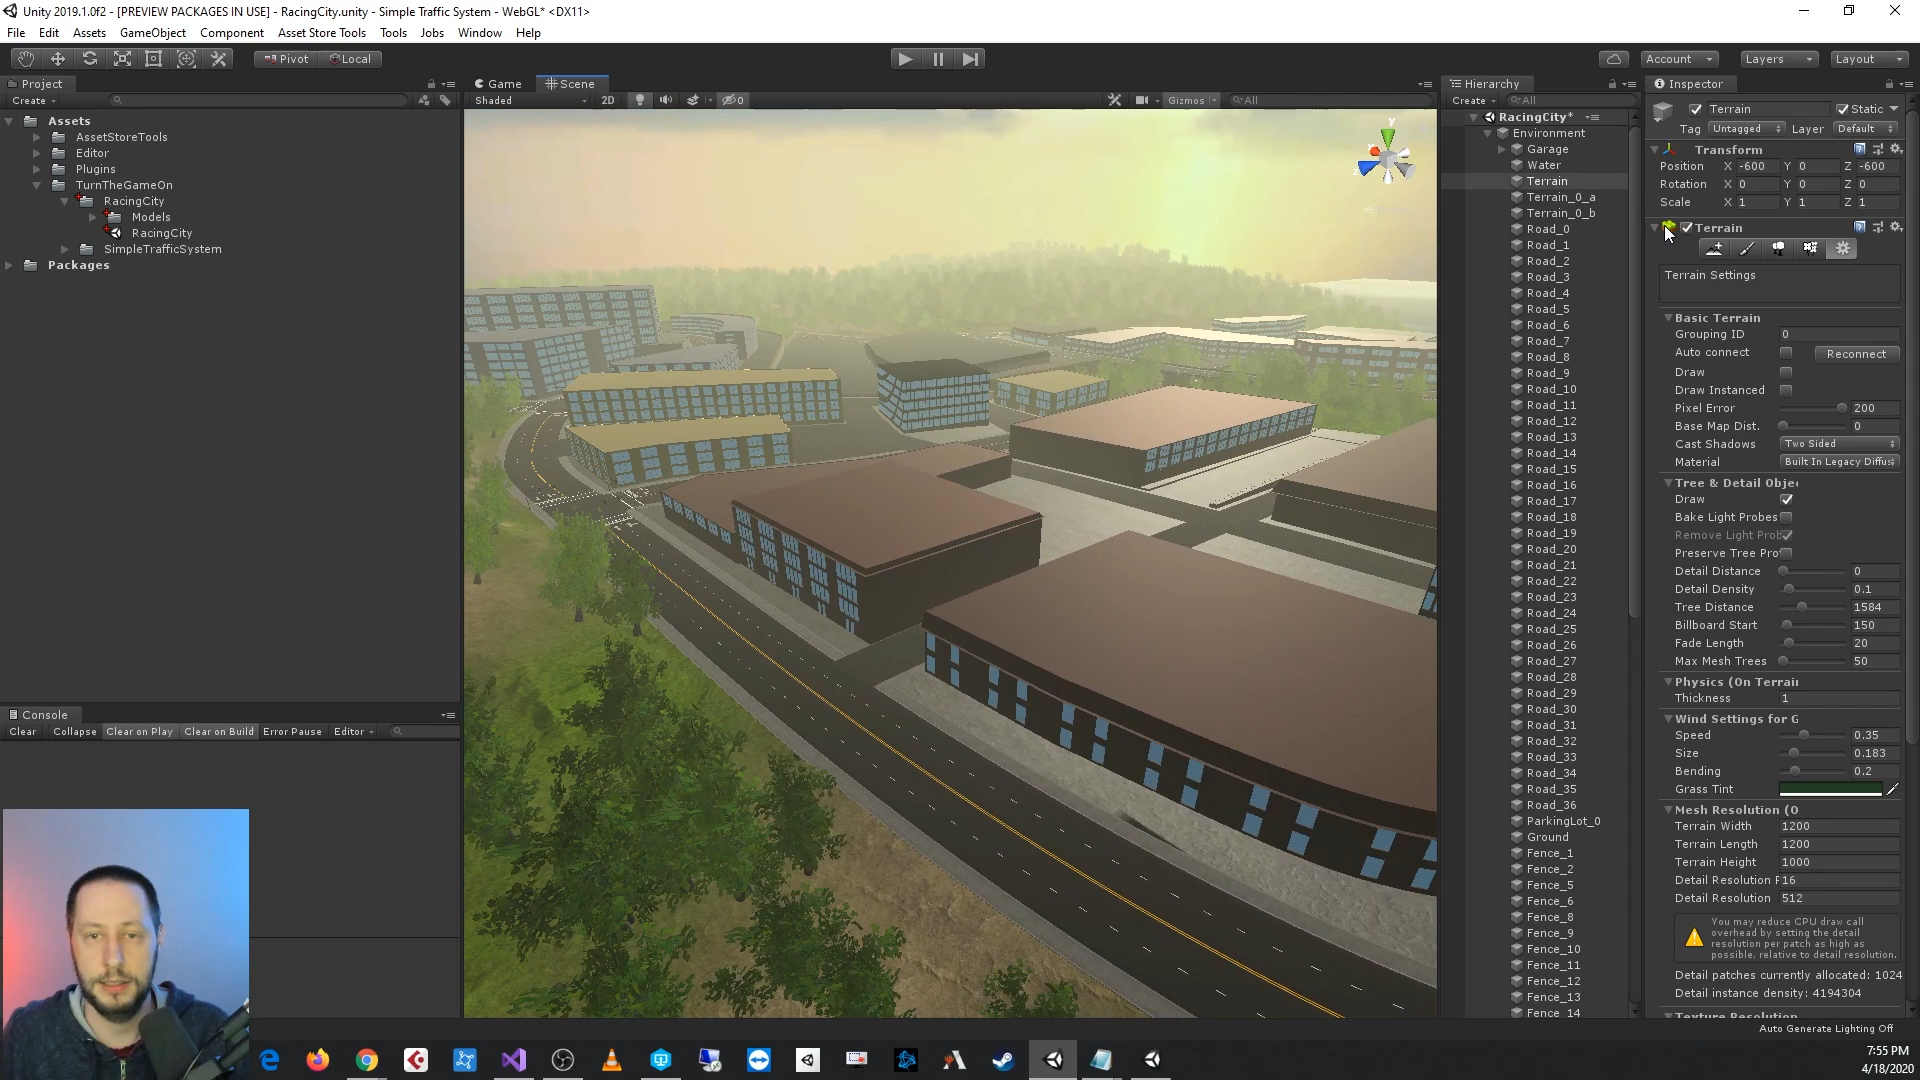 Unity 2019.1.0f2 - [PREVIEW PACKAGES IN USE] - RacingCity.unity - Simple Traffic System - WebGL* <DX11>
File Edit Assets GameObject Component Asset Store Tools Tools Jobs Window Help
Pivot Local Account Layers Layout
Project
Create
Assets
AssetStoreTools
Editor
Plugins
TurnTheGameOn
RacingCity
Models
RacingCity
SimpleTrafficSystem
Packages
Console
Clear Collapse Clear on Play Clear on Build Error Pause Editor
Game Scene
Shaded 2D 0 Gizmos All
y
z
Hierarchy
Create All
RacingCity*
Environment
Garage
Water
Terrain
Terrain_0_a
Terrain_0_b
Road_0
Road_1
Road_2
Road_3
Road_4
Road_5
Road_6
Road_7
Road_8
Road_9
Road_10
Road_11
Road_12
Road_13
Road_14
Road_15
Road_16
Road_17
Road_18
Road_19
Road_20
Road_21
Road_22
Road_23
Road_24
Road_25
Road_26
Road_27
Road_28
Road_29
Road_30
Road_31
Road_32
Road_33
Road_34
Road_35
Road_36
ParkingLot_0
Ground
Fence_1
Fence_2
Fence_5
Fence_6
Fence_8
Fence_9
Fence_10
Fence_11
Fence_12
Fence_13
Fence_14
Inspector
Terrain Static
Tag Untagged Layer Default
Transform
Position X -600 Y 0 Z -600
Rotation X 0 Y 0 Z 0
Scale X 1 Y 1 Z 1
Terrain
Terrain Settings
Basic Terrain
Grouping ID 0
Auto connect Reconnect
Draw
Draw Instanced
Pixel Error 200
Base Map Dist. 0
Cast Shadows Two Sided
Material Built In Legacy Diffus
Tree & Detail Objec
Draw
Bake Light Probes
Remove Light Prob
Preserve Tree Pro
Detail Distance 0
Detail Density 0.1
Tree Distance 1584
Billboard Start 150
Fade Length 20
Max Mesh Trees 50
Physics (On Terrain
Thickness 1
Wind Settings for G
Speed 0.35
Size 0.183
Bending 0.2
Grass Tint
Mesh Resolution (O
Terrain Width 1200
Terrain Length 1200
Terrain Height 1000
Detail Resolution P 16
Detail Resolution 512
You may reduce CPU draw call
overhead by setting the detail
resolution per patch as high as
possible, relative to detail resolution.
Detail patches currently allocated: 1024
Detail instance density: 4194304
Texture Resolution
Auto Generate Lighting Off
7:55 PM
4/18/2020